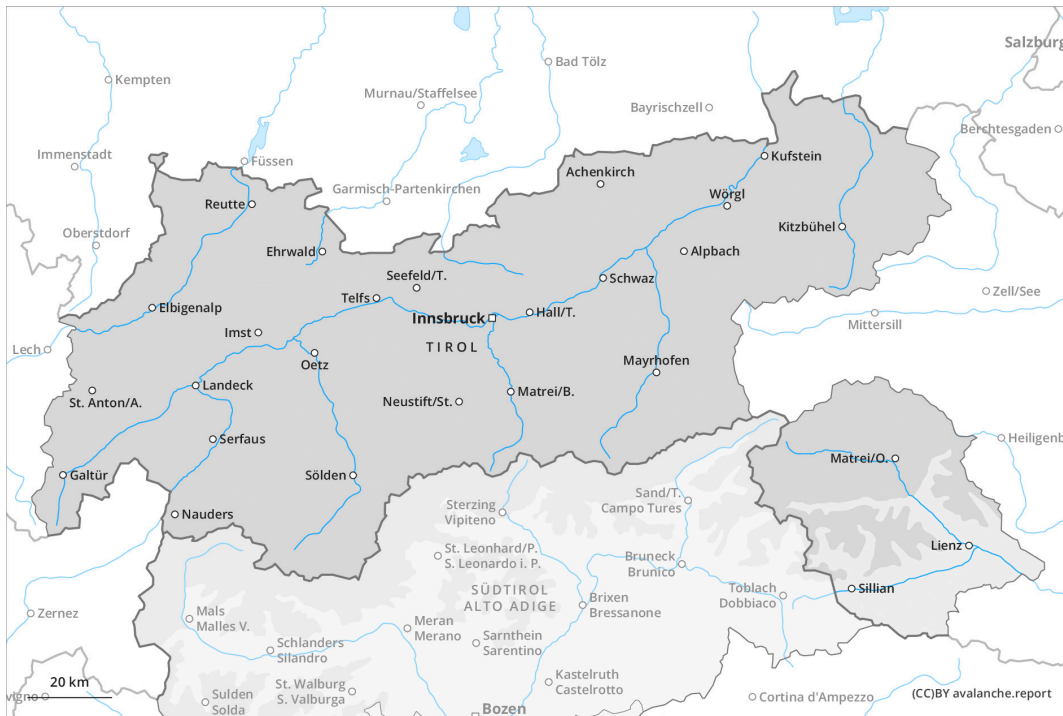 Salzburg
Bad Tölz
Kempten
Murnau/Staffelsee
Bayrischzell
Berchtesgaden
Immenstadt
Füssen
Kufstein
Achenkirch
Garmisch-Partenkirchen
Reutte
Wörgl
Oberstdorf
Kitzbühel
Ehrwald
Alpbach
Seefeld/T.
Schwaz
Zell/See
Telfs
Elbigenalp
Innsbruck
Hall/T.
Mittersill
Imst
TIROL
Lech
Oetz
Mayrhofen
Landeck
Matrei/B.
St. Anton/A.
Neustift/St.
Serfaus
Heiligenb
Matrei/O.
Galtür
Sölden
Sand/T.
Campo Tures
Sterzing
Vipiteno
Nauders
Lienz
St. Leonhard/P.
S. Leonardo i. P.
Bruneck
Brunico
SÜDTIROL
ALTO ADIGE
Toblach
Dobbiaco
Sillian
Brixen
Bressanone
Zernez
Mals
Malles V.
Meran
Merano
Sarnthein
Sarentino
Schlanders
Silandro
Kastelruth
Castelrotto
20 km
St. Walburg
S. Valburga
vigno
Sulden
Solda
Cortina d'Ampezzo
(CC)BY avalanche.report
Bozen